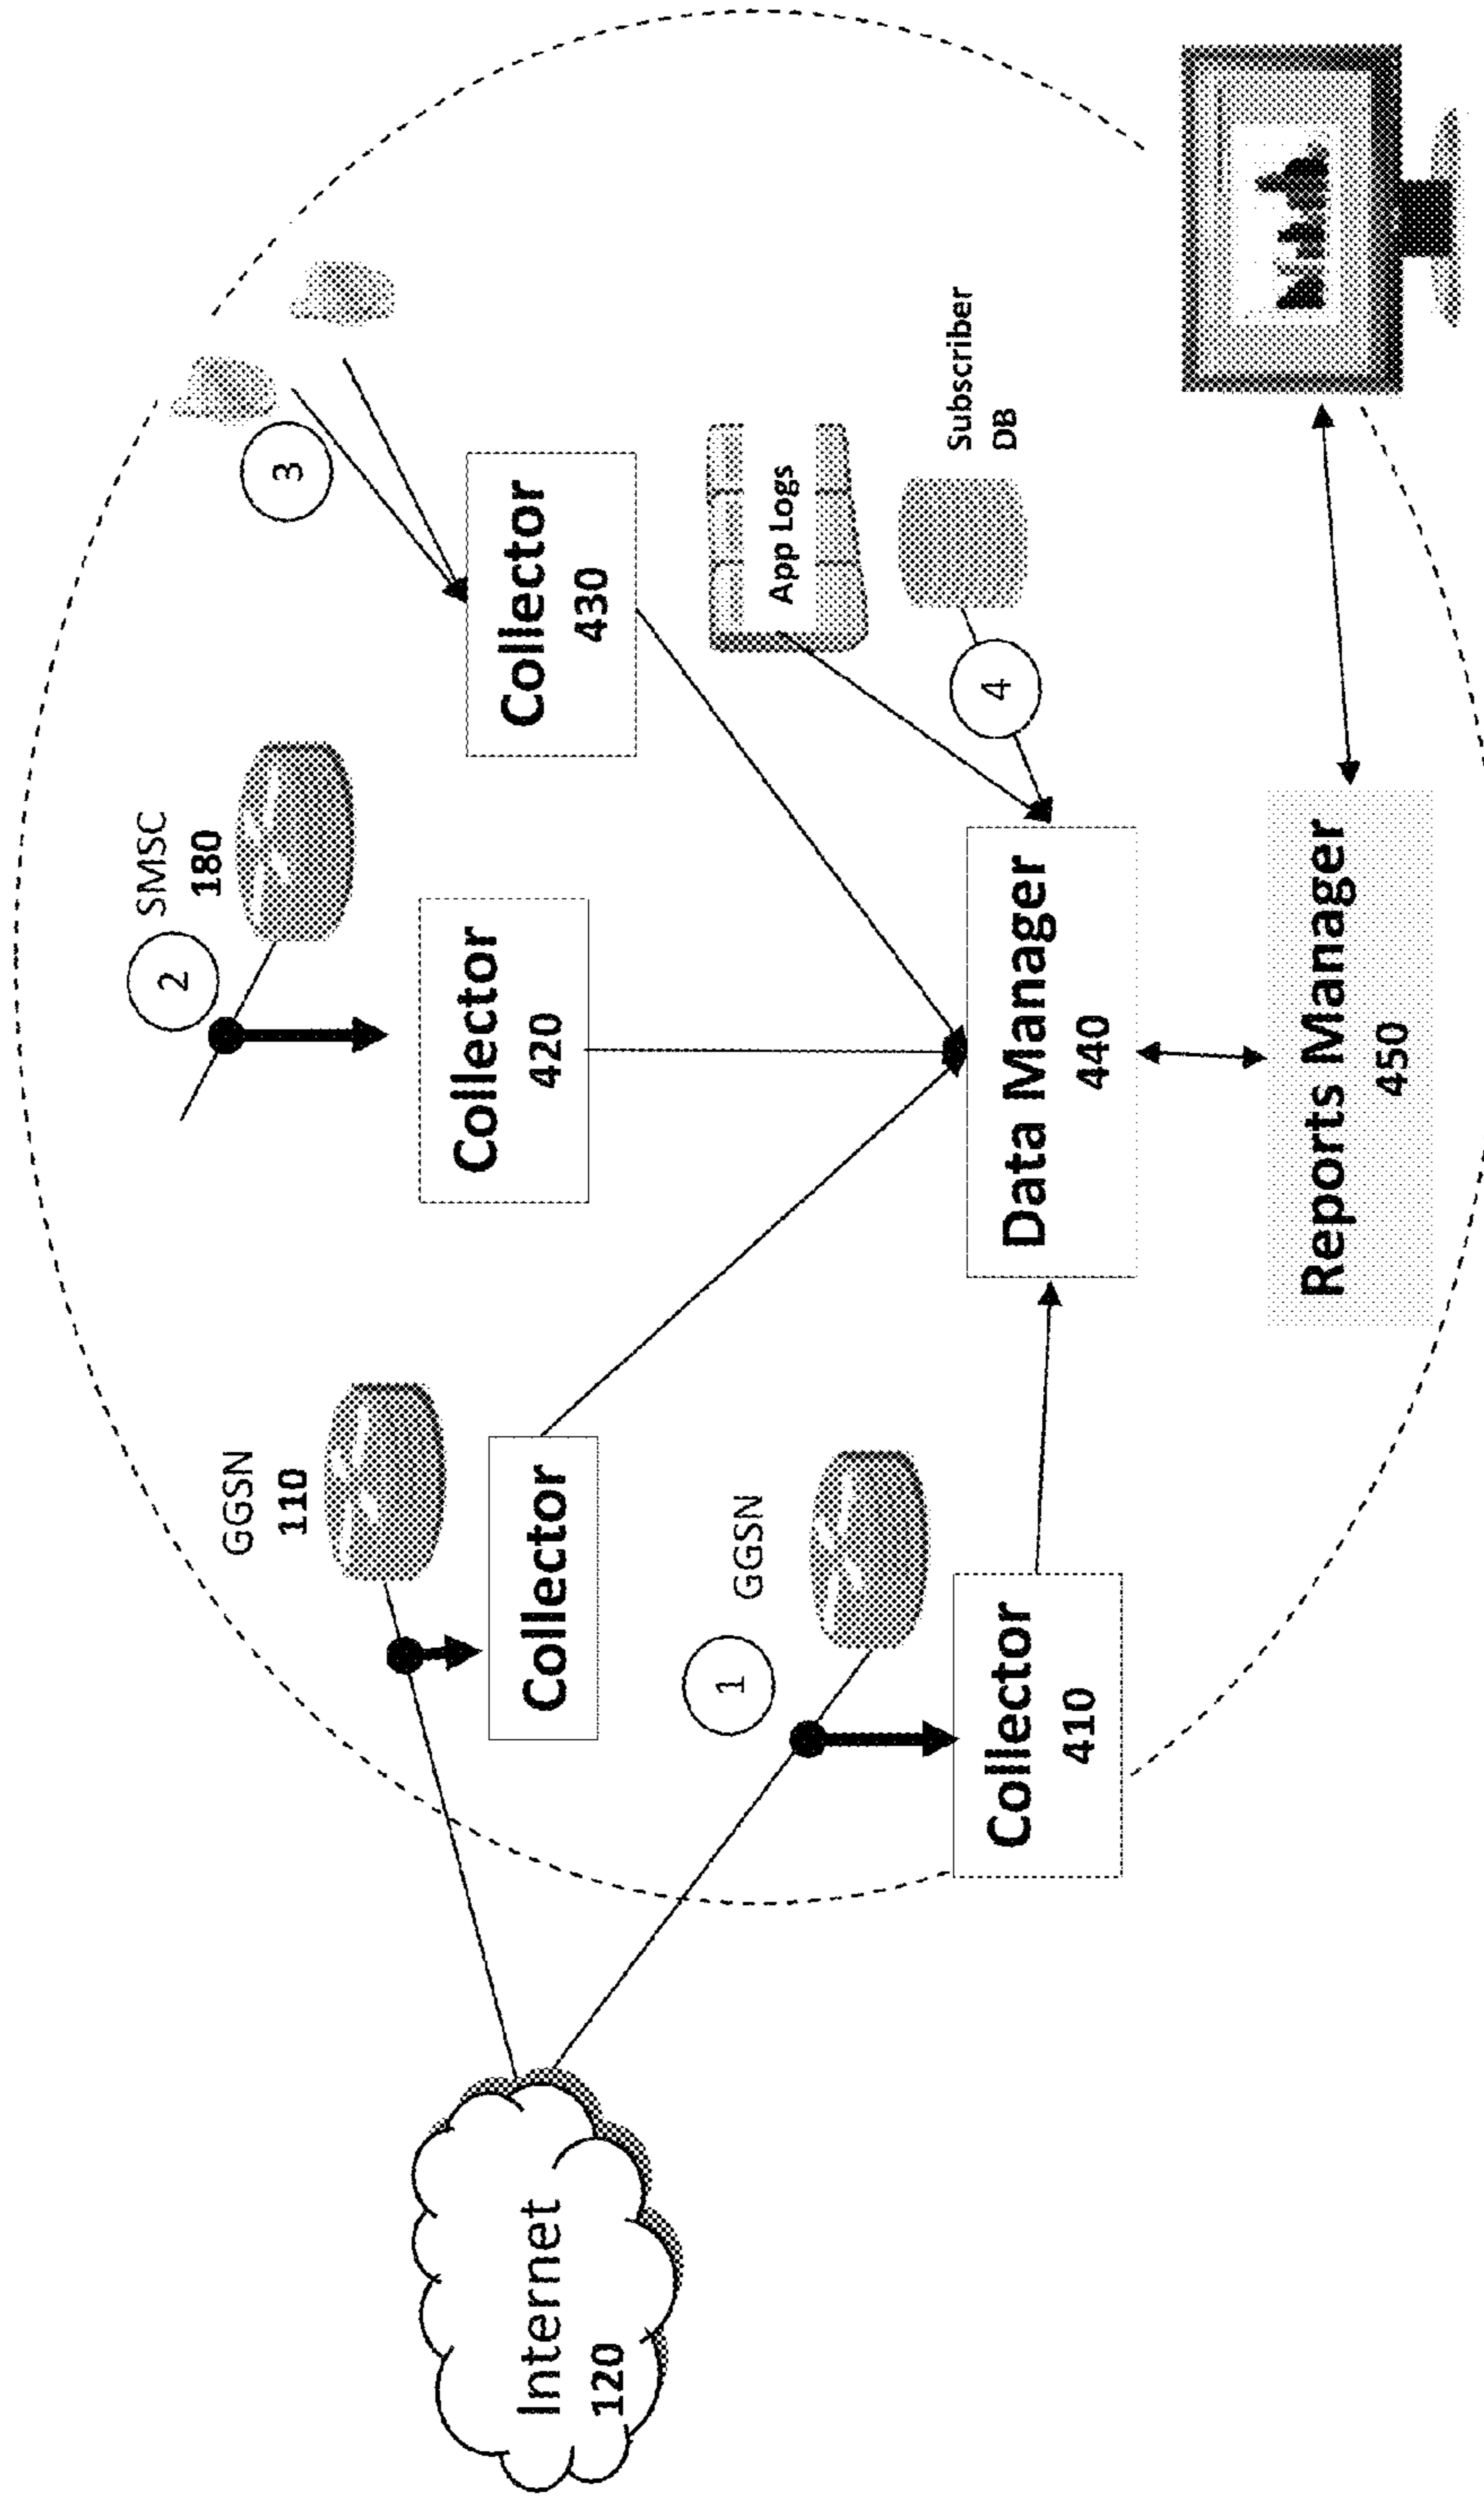 Internet
120
GGSN
110
Collector
1
GGSN
Collector
410
2
SMSC
180
Collector
420
3
Collector
430
App Logs
Subscriber
DB
4
Data Manager
440
Reports Manager
450